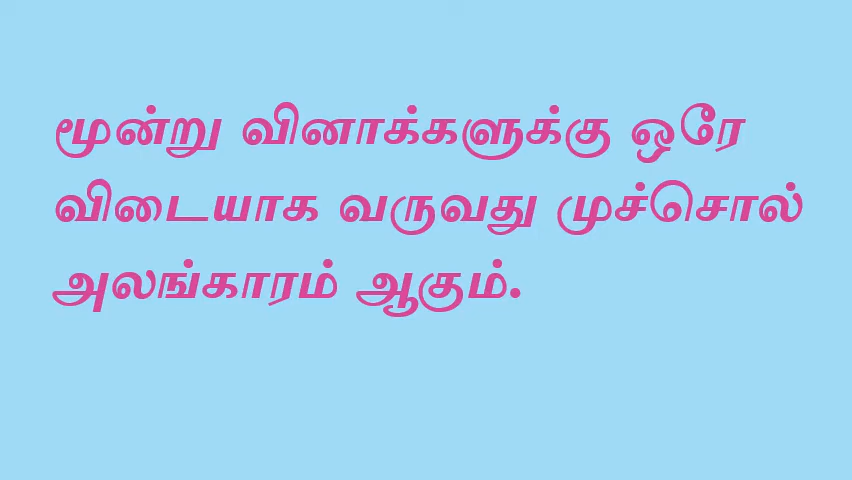 மூன்று வினாக்களுக்கு ஒரே
விடையாக வருவது முச்சொல்
அலங்காரம் ஆகும்.